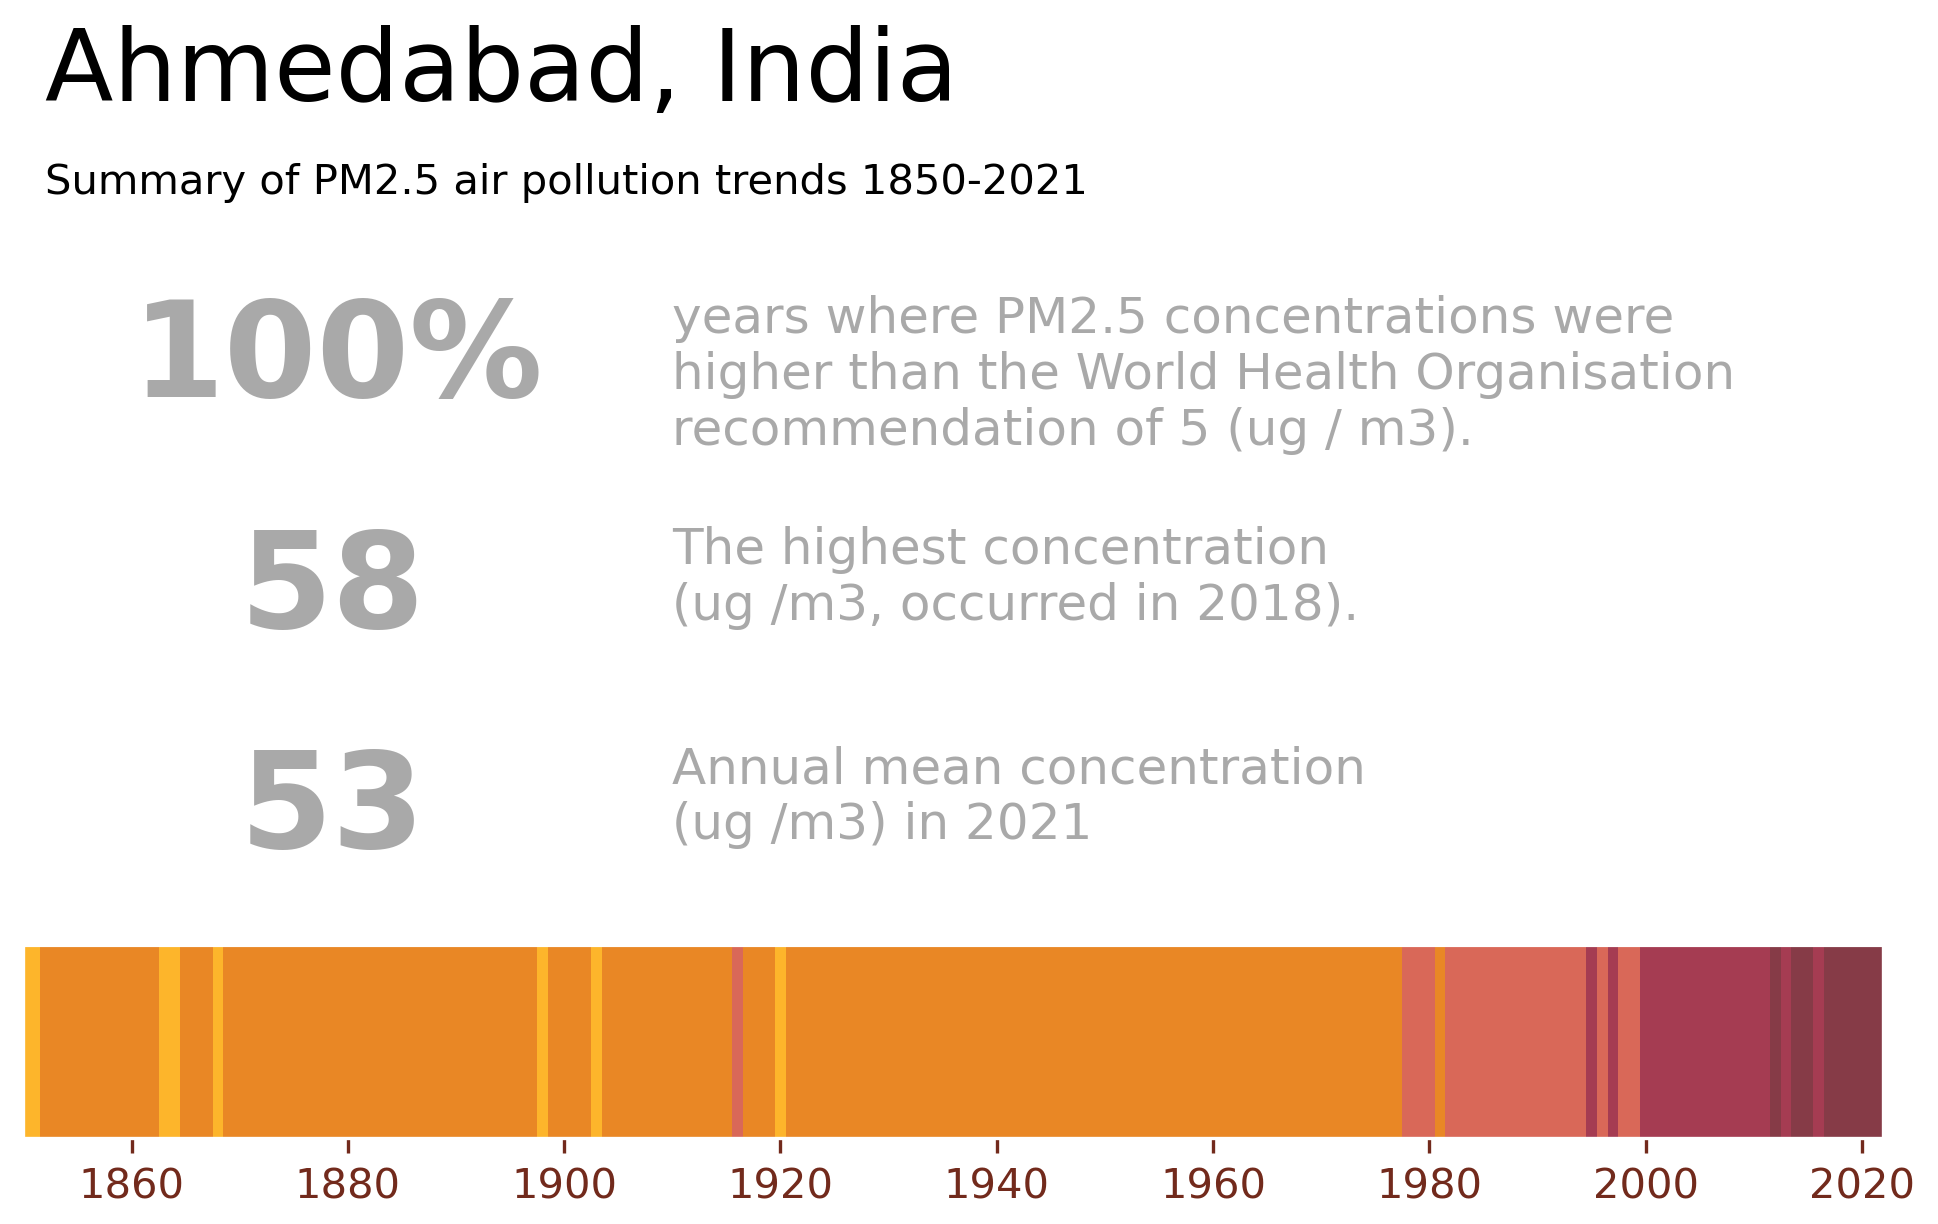 Ahmedabad, India
Summary of PM2.5 air pollution trends 1850-2021
100%
years where PM2.5 concentrations were
higher than the World Health Organisation
recommendation of 5 (ug / m3).
58
The highest concentration
(ug /m3, occurred in 2018).
53
Annual mean concentration
(ug /m3) in 2021
1860 1880 1900 1920 1940 1960 1980 2000 2020